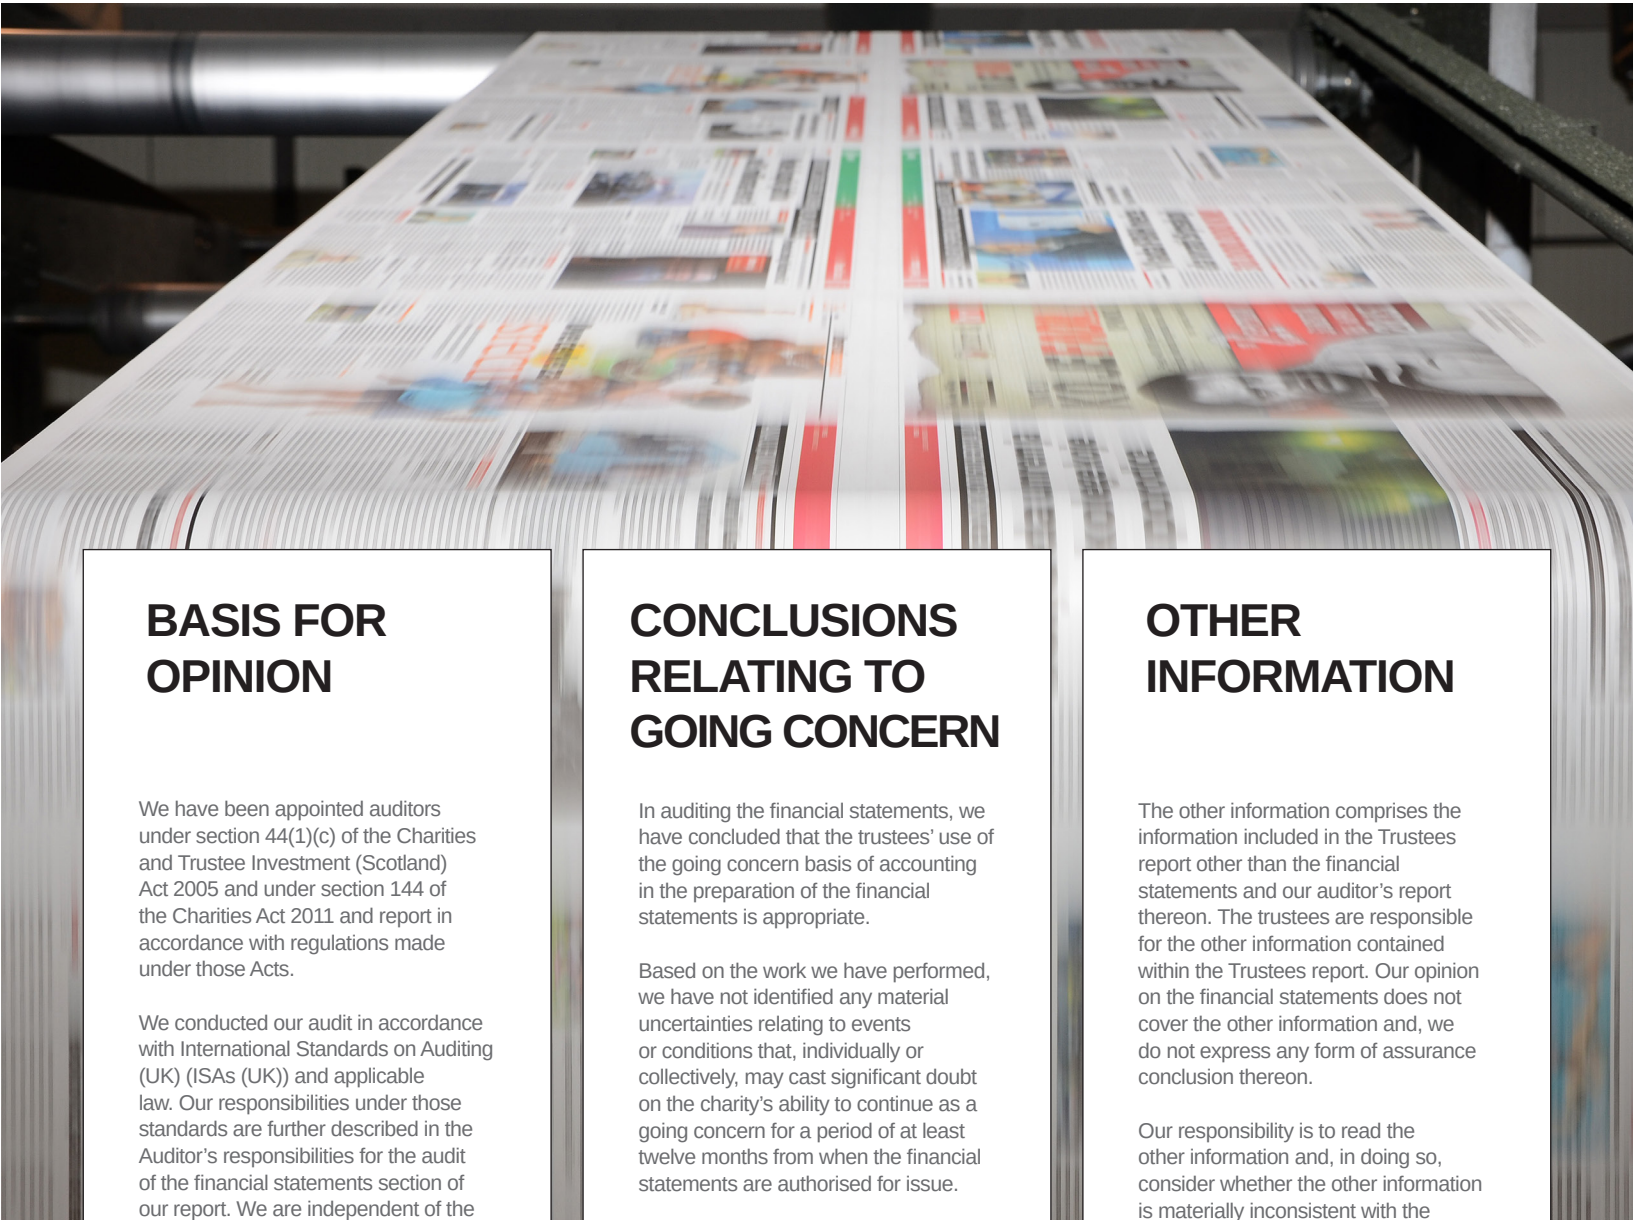 BASIS FOR
OPINION
We have been appointed auditors
under section 44(1)(c) of the Charities
and Trustee Investment (Scotland)
Act 2005 and under section 144 of
the Charities Act 2011 and report in
accordance with regulations made
under those Acts.
We conducted our audit in accordance
with International Standards on Auditing
(UK) (ISAs (UK)) and applicable
law. Our responsibilities under those
standards are further described in the
Auditor’s responsibilities for the audit
of the financial statements section of
our report. We are independent of the
CONCLUSIONS
RELATING TO
GOING CONCERN
In auditing the financial statements, we
have concluded that the trustees’ use of
the going concern basis of accounting
in the preparation of the financial
statements is appropriate.
Based on the work we have performed,
we have not identified any material
uncertainties relating to events
or conditions that, individually or
collectively, may cast significant doubt
on the charity’s ability to continue as a
going concern for a period of at least
twelve months from when the financial
statements are authorised for issue.
OTHER
INFORMATION
The other information comprises the
information included in the Trustees
report other than the financial
statements and our auditor’s report
thereon. The trustees are responsible
for the other information contained
within the Trustees report. Our opinion
on the financial statements does not
cover the other information and, we
do not express any form of assurance
conclusion thereon.
Our responsibility is to read the
other information and, in doing so,
consider whether the other information
is materially inconsistent with the